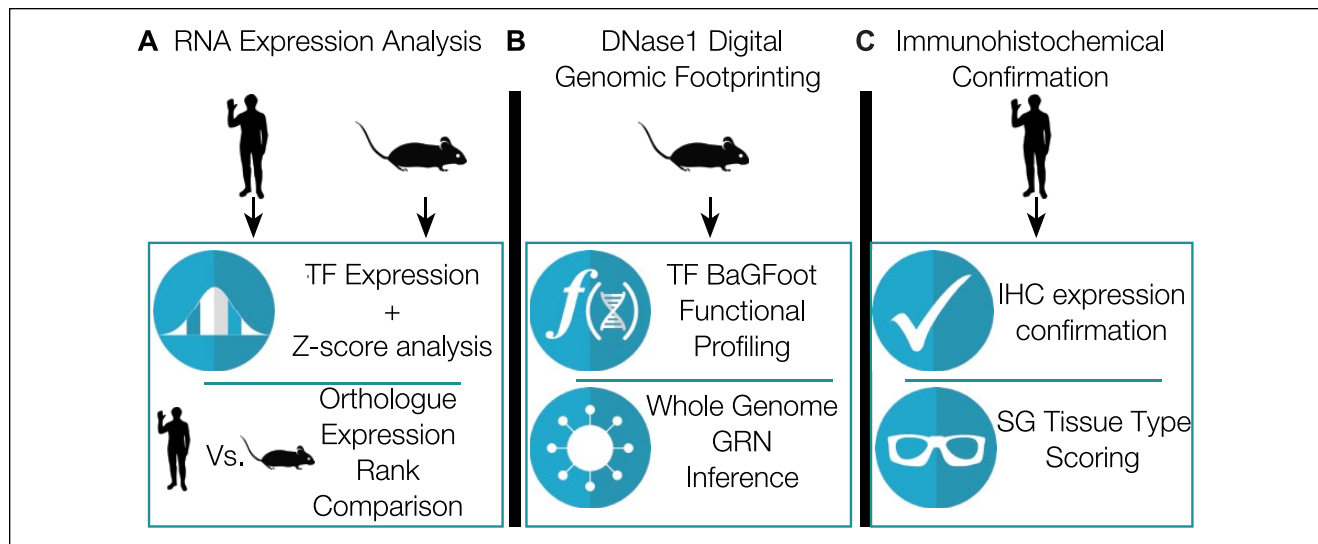 A RNA Expression Analysis
B DNase1 Digital
Genomic Footprinting
C Immunohistochemical
Confirmation
TF Expression
+
Z-score analysis
Vs.
Orthologue
Expression
Rank
Comparison
f( )
TF BaGFoot
Functional
Profiling
Whole Genome
GRN
Inference
IHC expression
confirmation
SG Tissue Type
Scoring